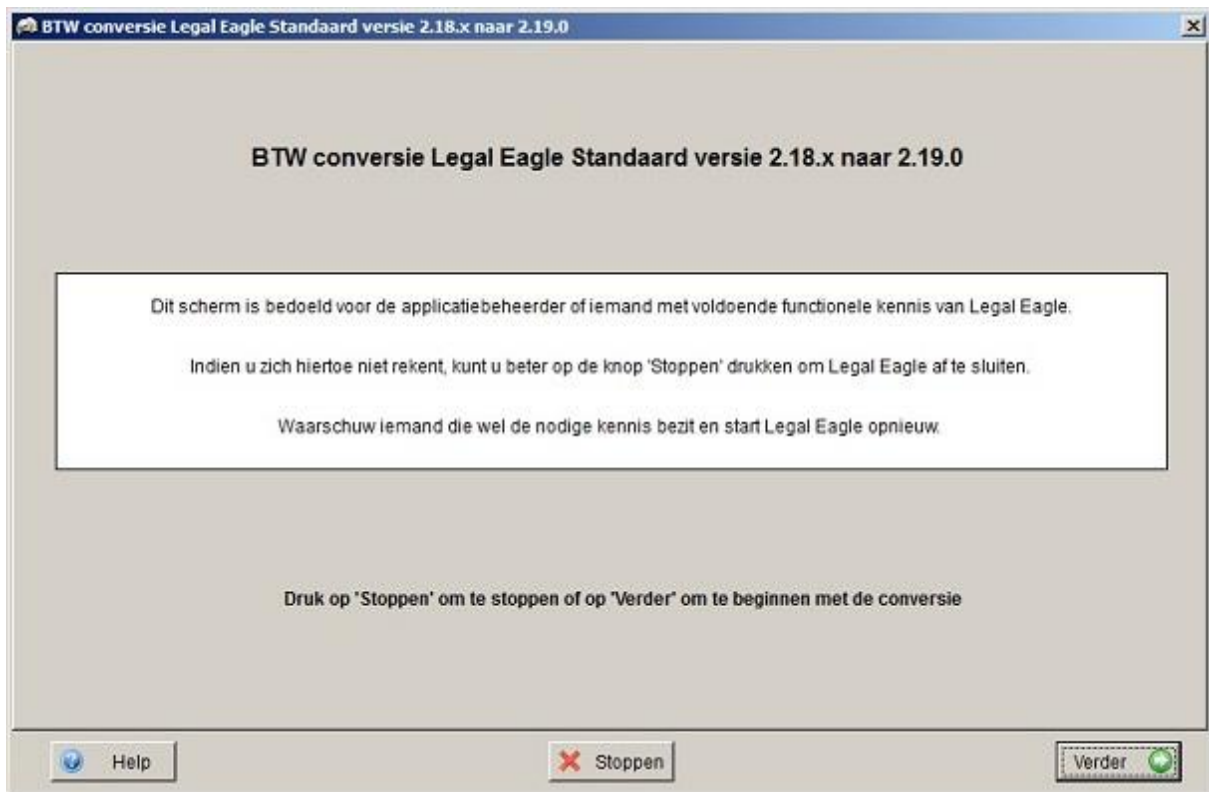 BTW conversie Legal Eagle Standaard versie 2.18.x naar 2.19.0
BTW conversie Legal Eagle Standaard versie 2.18.x naar 2.19.0
Dit scherm is bedoeld voor de applicatiebeheerder of iemand met voldoende functionele kennis van Legal Eagle.
Indien u zich hiertoe niet rekent, kunt u beter op de knop 'Stoppen' drukken om Legal Eagle af te sluiten.
Waarschuw iemand die wel de nodige kennis bezit en start Legal Eagle opnieuw.
Druk op 'Stoppen' om te stoppen of op 'Verder' om te beginnen met de conversie
Help
Stoppen
Verder